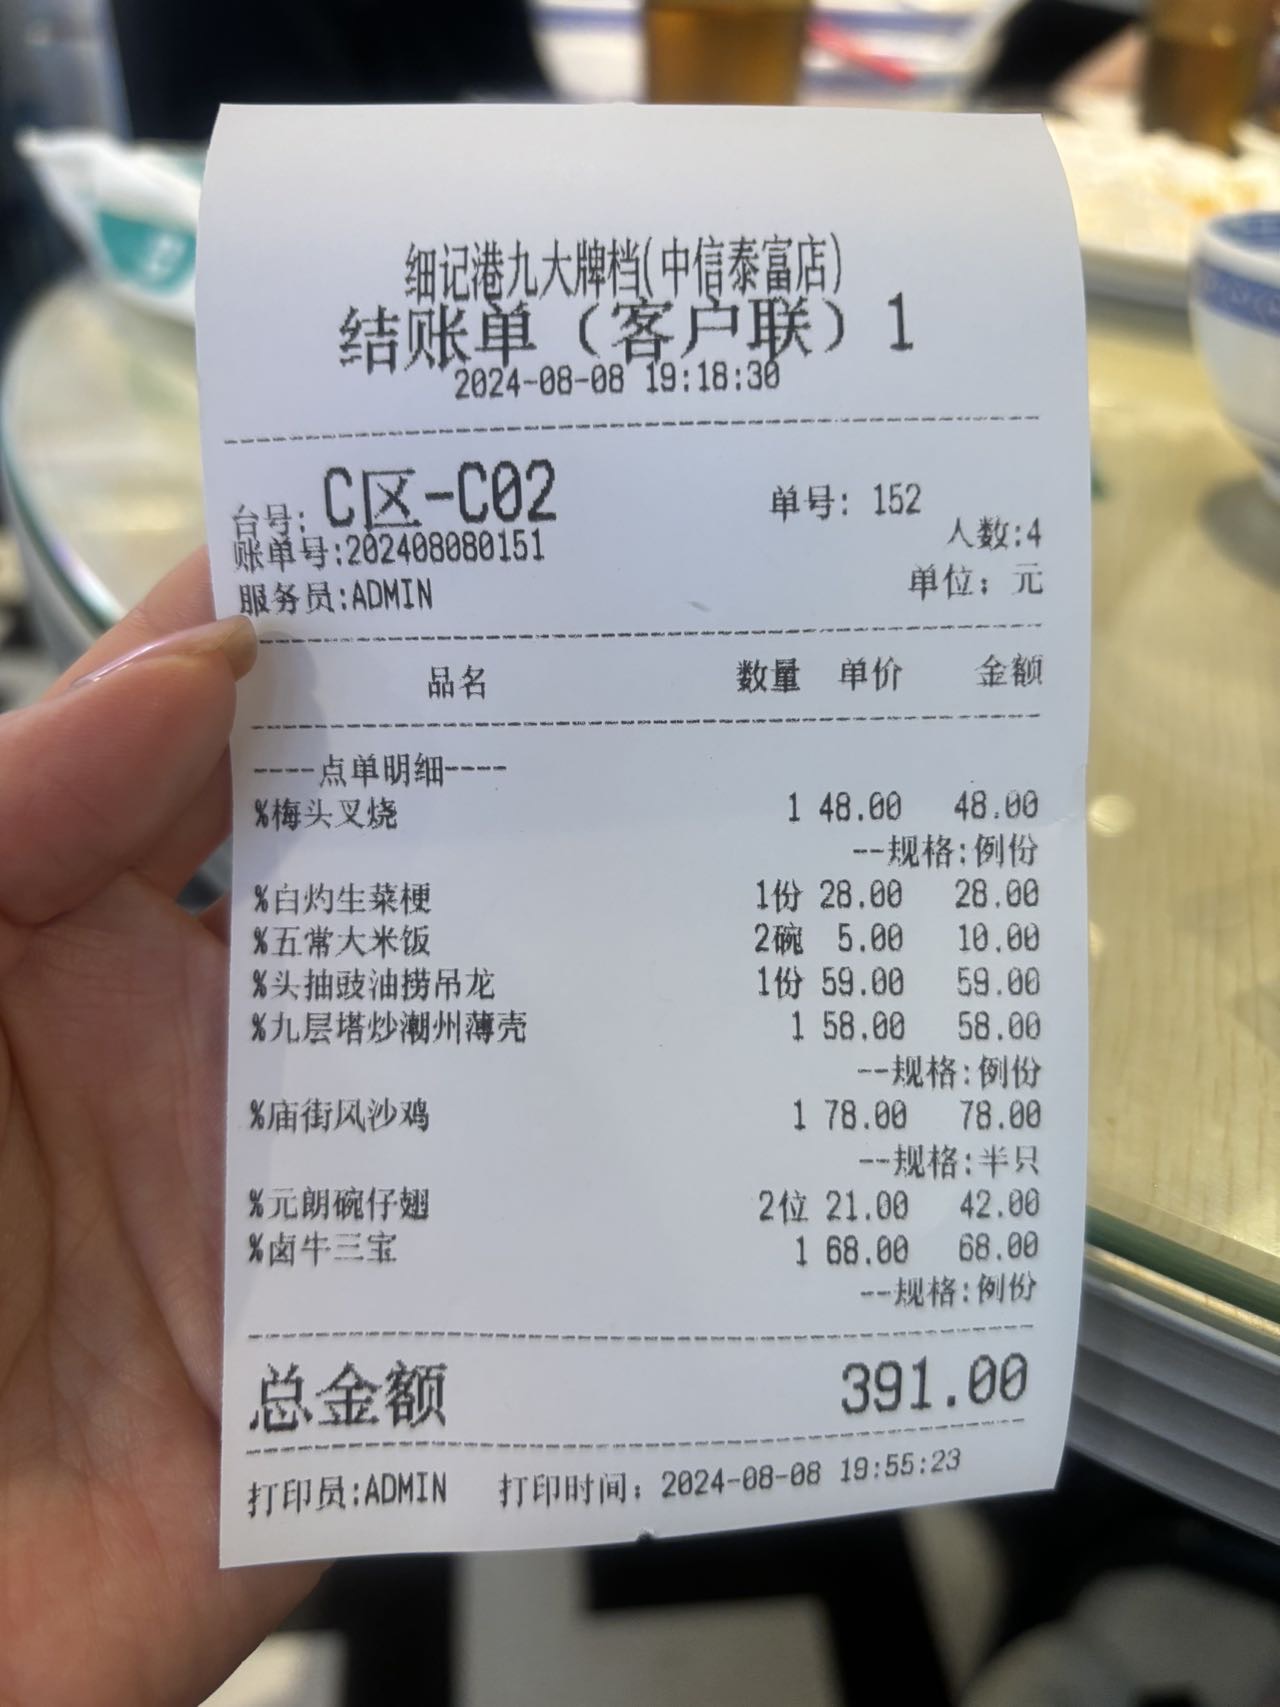 细记港九大牌档(中信泰富店)
结账单（客户联）1
2024-08-08 19:18:30
台号: C区-C02 单号: 152
账单号:202408080151 人数:4
服务员:ADMIN 单位: 元
品名 数量 单价 金额
----点单明细----
%梅头叉烧 1 48.00 48.00
--规格:例份
%白灼生菜梗 1份 28.00 28.00
%五常大米饭 2碗 5.00 10.00
%头抽豉油捞吊龙 1份 59.00 59.00
%九层塔炒潮州薄壳 1 58.00 58.00
--规格:例份
%庙街风沙鸡 1 78.00 78.00
--规格:半只
%元朗碗仔翅 2位 21.00 42.00
%卤牛三宝 1 68.00 68.00
--规格:例份
总金额 391.00
打印员:ADMIN 打印时间: 2024-08-08 19:55:23